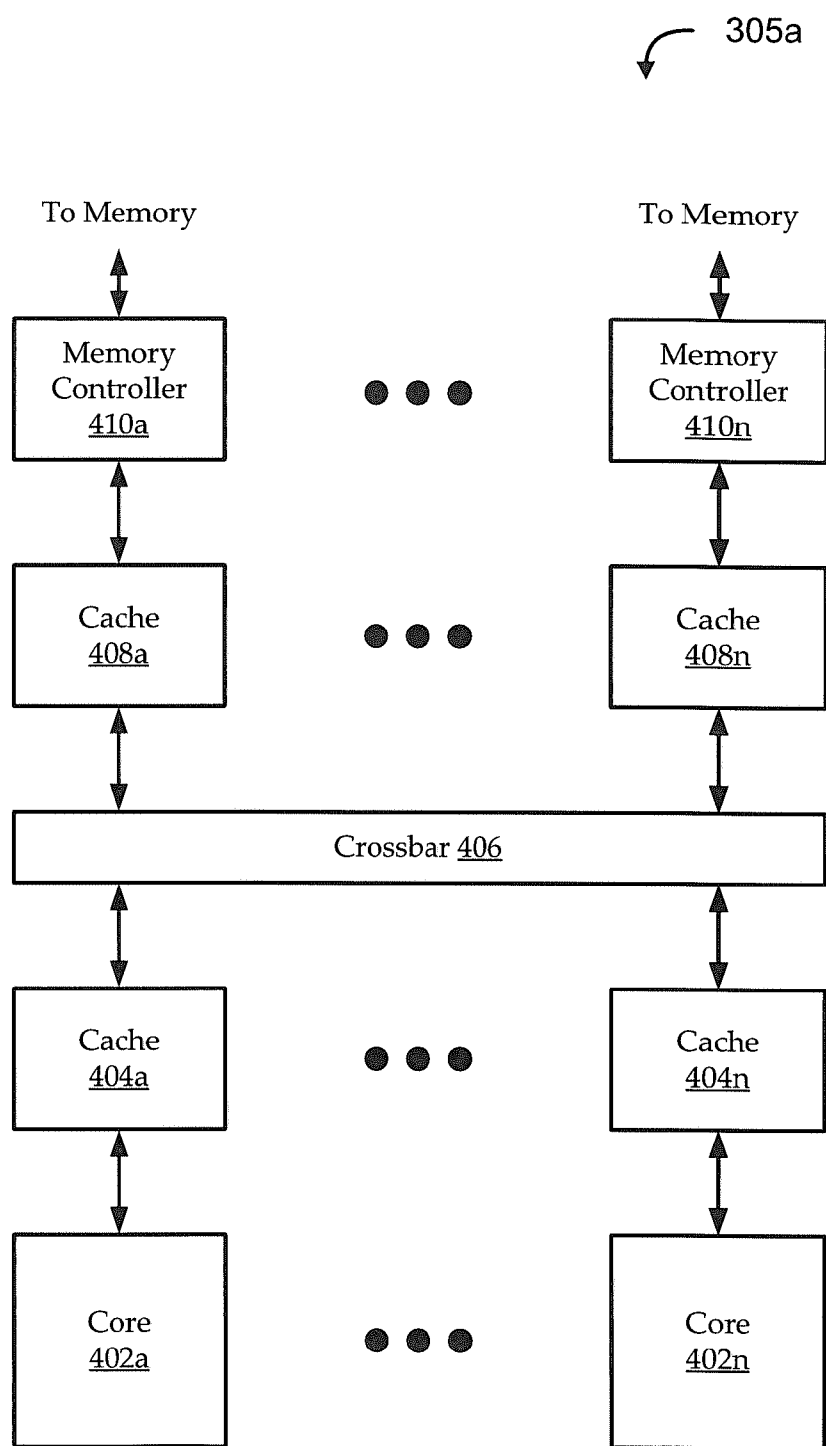 305a
To Memory
To Memory
Memory
Controller
410a
Memory
Controller
410n
Cache
408a
Cache
408n
Crossbar 406
Cache
404a
Cache
404n
Core
402a
Core
402n